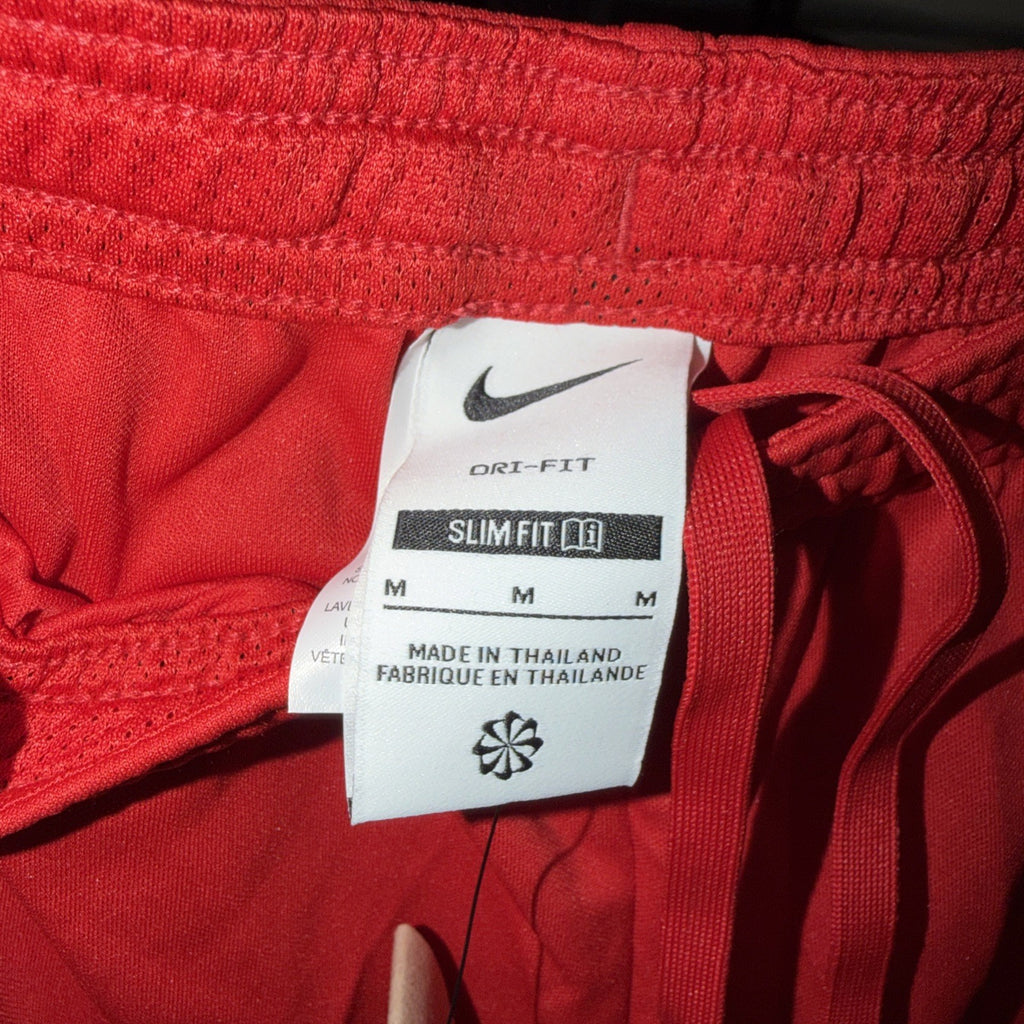 DRI-FIT
SLIM FIT
M M M
MADE IN THAILAND
FABRIQUE EN THAILANDE